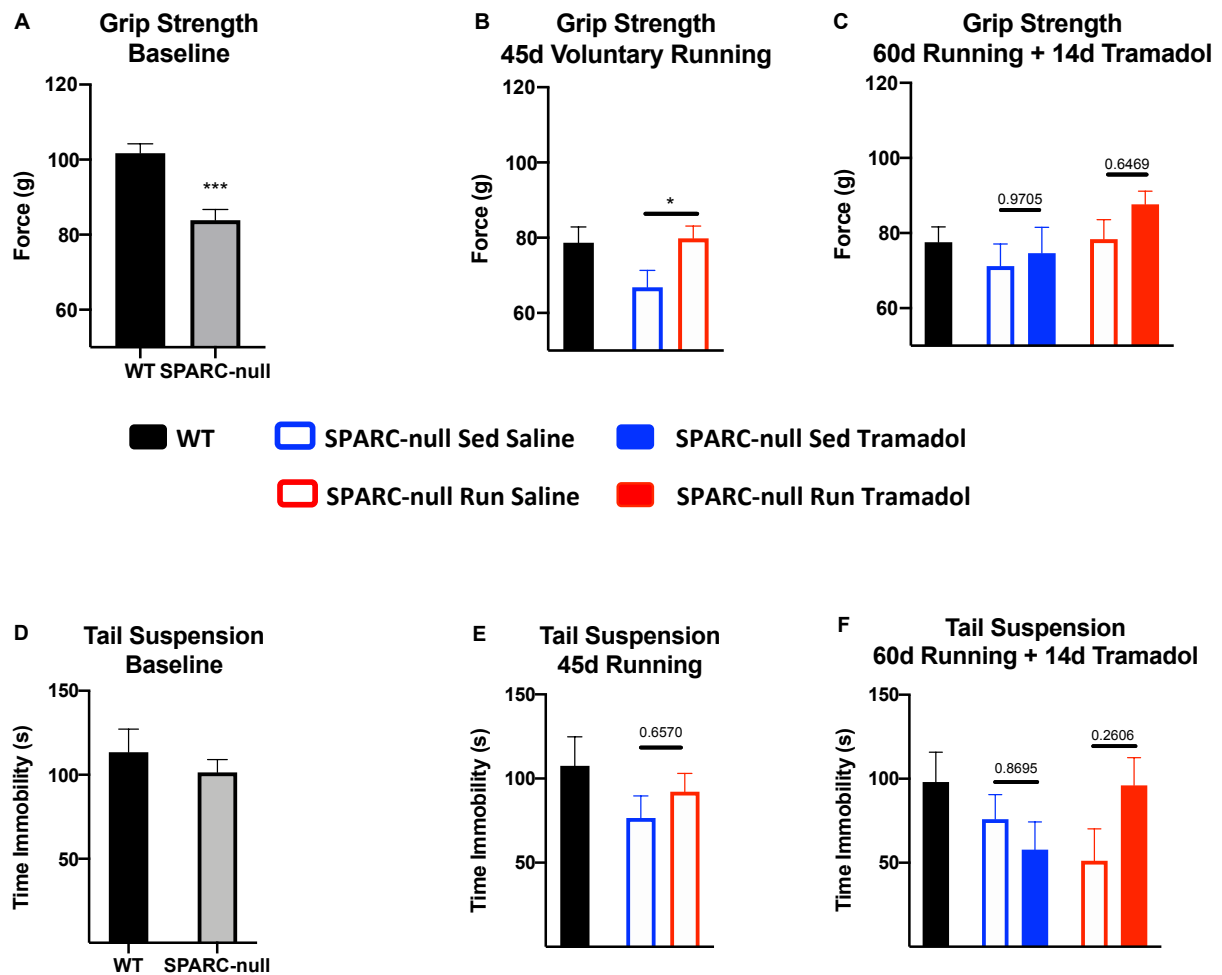 A
Grip Strength
Baseline
Force (g)
120
100
80
60
***
WT SPARC-null
B
Grip Strength
45d Voluntary Running
Force (g)
120
100
80
60
*
C
Grip Strength
60d Running + 14d Tramadol
Force (g)
120
100
80
60
0.9705
0.6469
WT
SPARC-null Sed Saline
SPARC-null Sed Tramadol
SPARC-null Run Saline
SPARC-null Run Tramadol
D
Tail Suspension
Baseline
Time Immobility (s)
150
100
50
WT SPARC-null
E
Tail Suspension
45d Running
Time Immobility (s)
150
100
50
0.6570
F
Tail Suspension
60d Running + 14d Tramadol
Time Immobility (s)
150
100
50
0.8695
0.2606